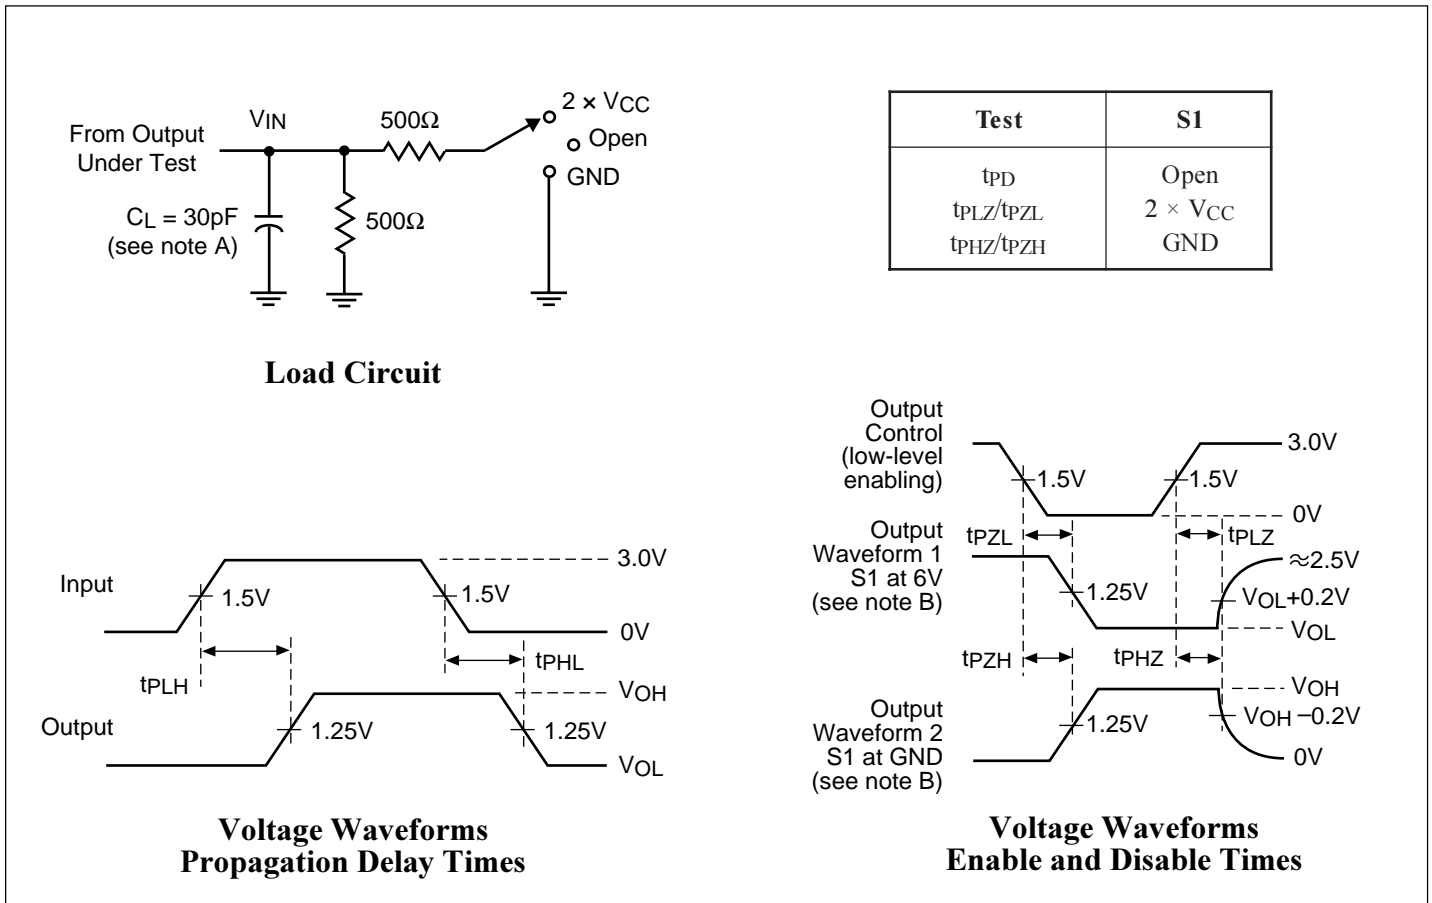 From Output
Under Test
VIN
500Ω
2 × VCC
Open
GND
CL = 30pF
(see note A)
500Ω
Load Circuit
Test S1
tPD Open
tPLZ/tPZL 2 × VCC
tPHZ/tPZH GND
Input
1.5V
1.5V
3.0V
0V
tPLH
tPHL
Output
1.25V
1.25V
VOH
VOL
Voltage Waveforms
Propagation Delay Times
Output
Control
(low-level
enabling)
1.5V
1.5V
3.0V
0V
tPZL
tPLZ
Output
Waveform 1
S1 at 6V
(see note B)
1.25V
≈2.5V
VOL+0.2V
VOL
tPZH
tPHZ
Output
Waveform 2
S1 at GND
(see note B)
1.25V
VOH
VOH –0.2V
0V
Voltage Waveforms
Enable and Disable Times